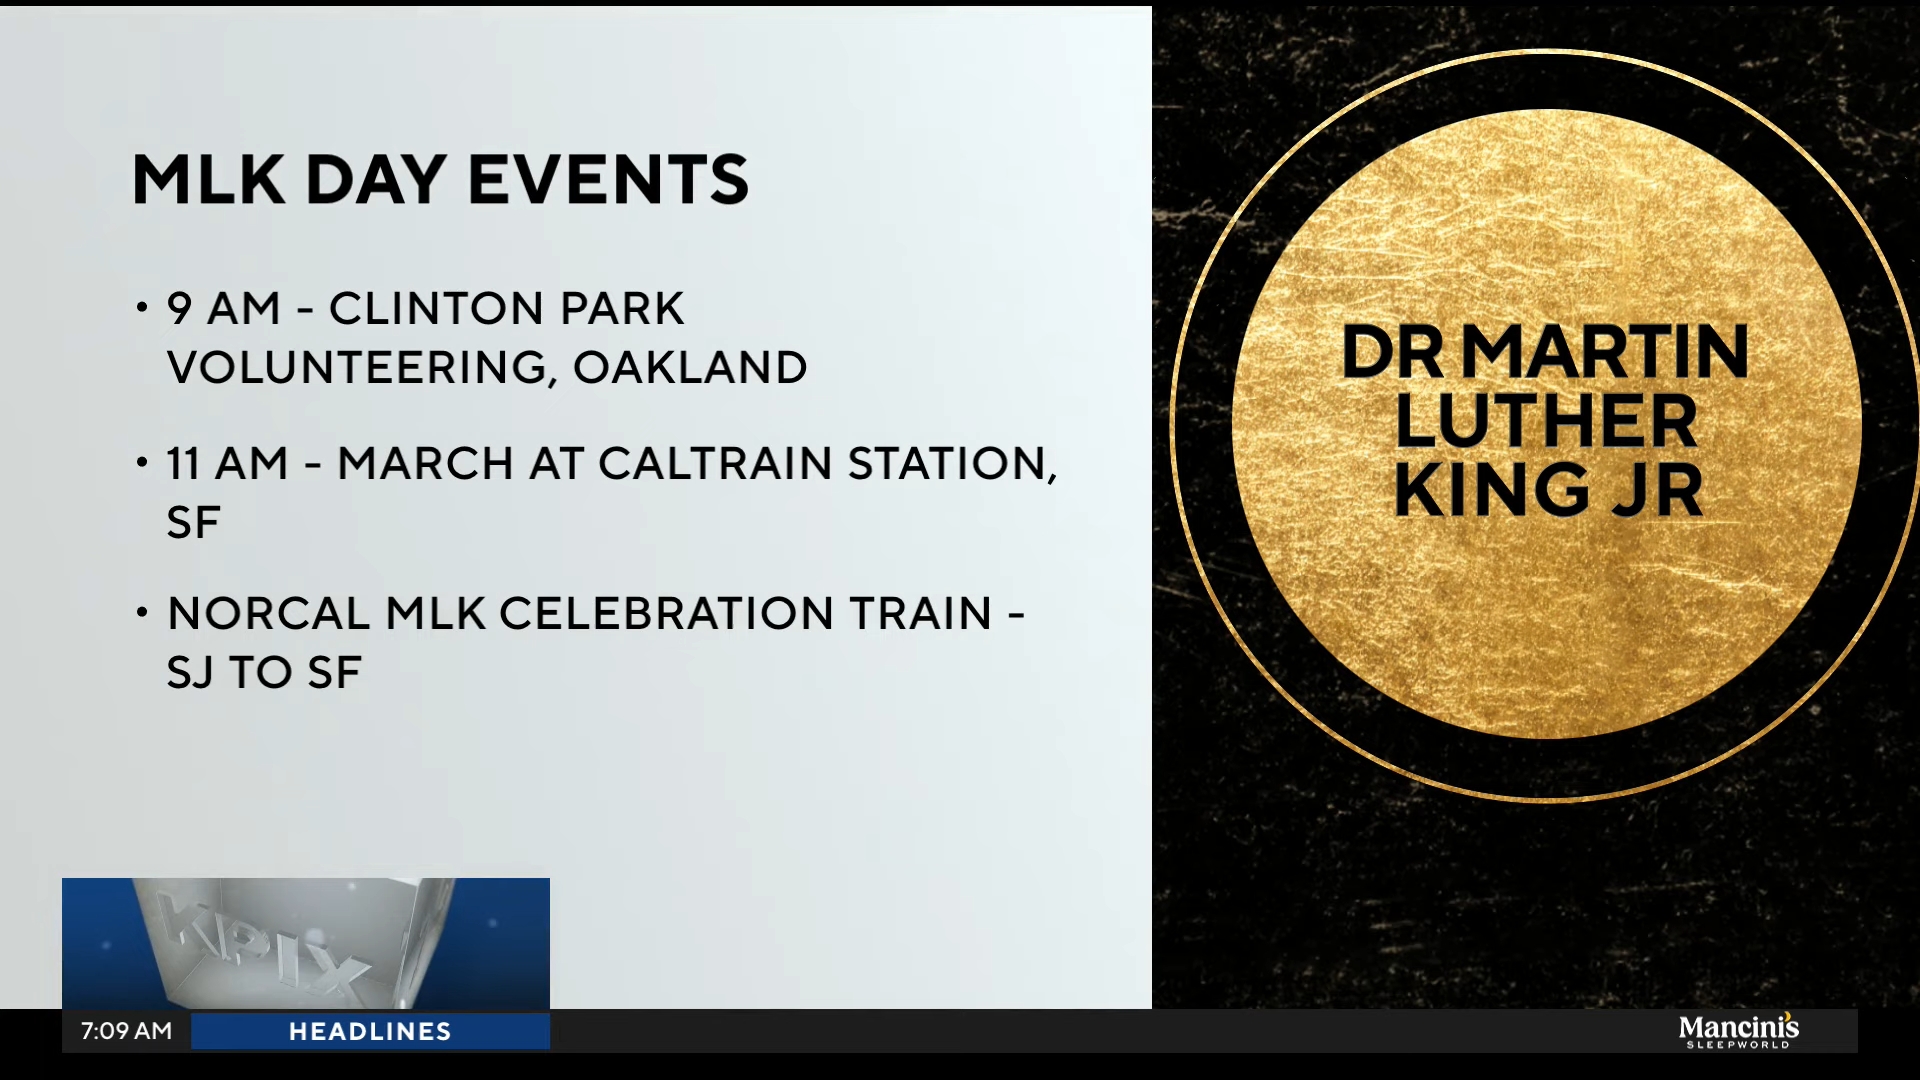 MLK DAY EVENTS
• 9 AM - CLINTON PARK
VOLUNTEERING, OAKLAND
• 11 AM - MARCH AT CALTRAIN STATION,
SF
• NORCAL MLK CELEBRATION TRAIN -
SJ TO SF
DR MARTIN
LUTHER
KING JR
KPIX
7:09 AM
HEADLINES
Mancini's
SLEEPWORLD